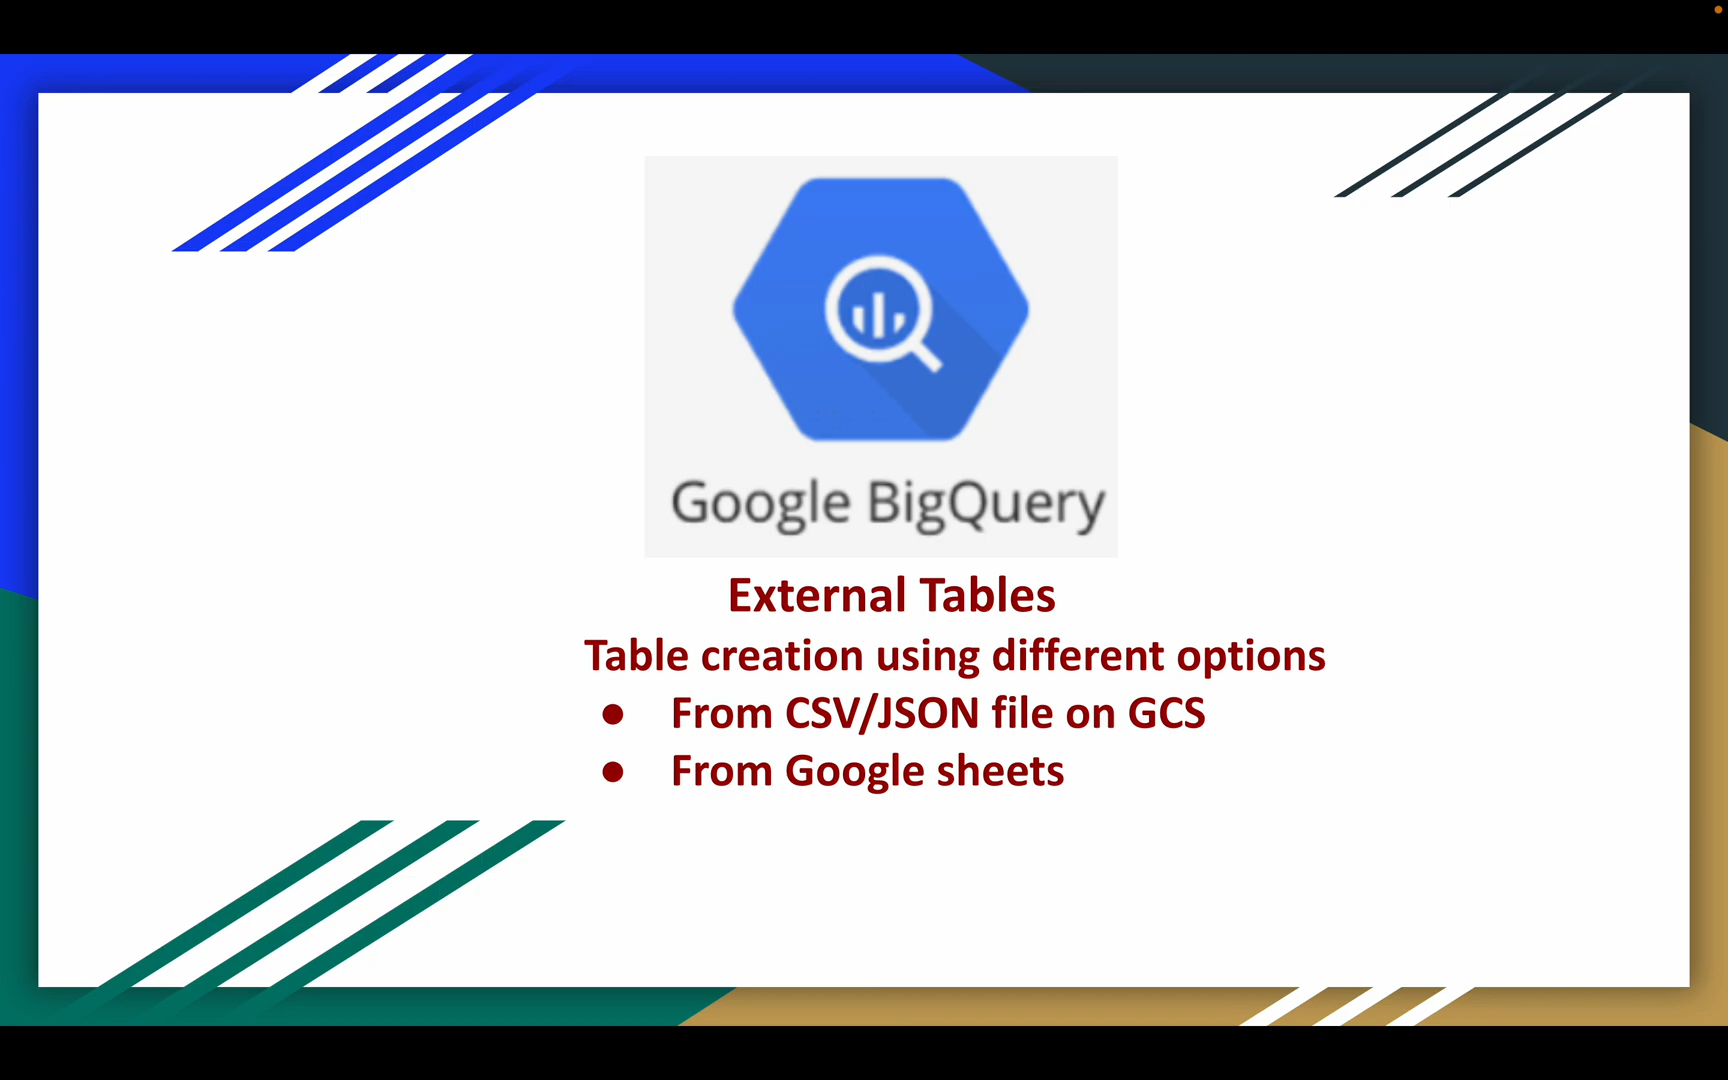 Google BigQuery
External Tables
Table creation using different options
● From CSV/JSON file on GCS
● From Google sheets